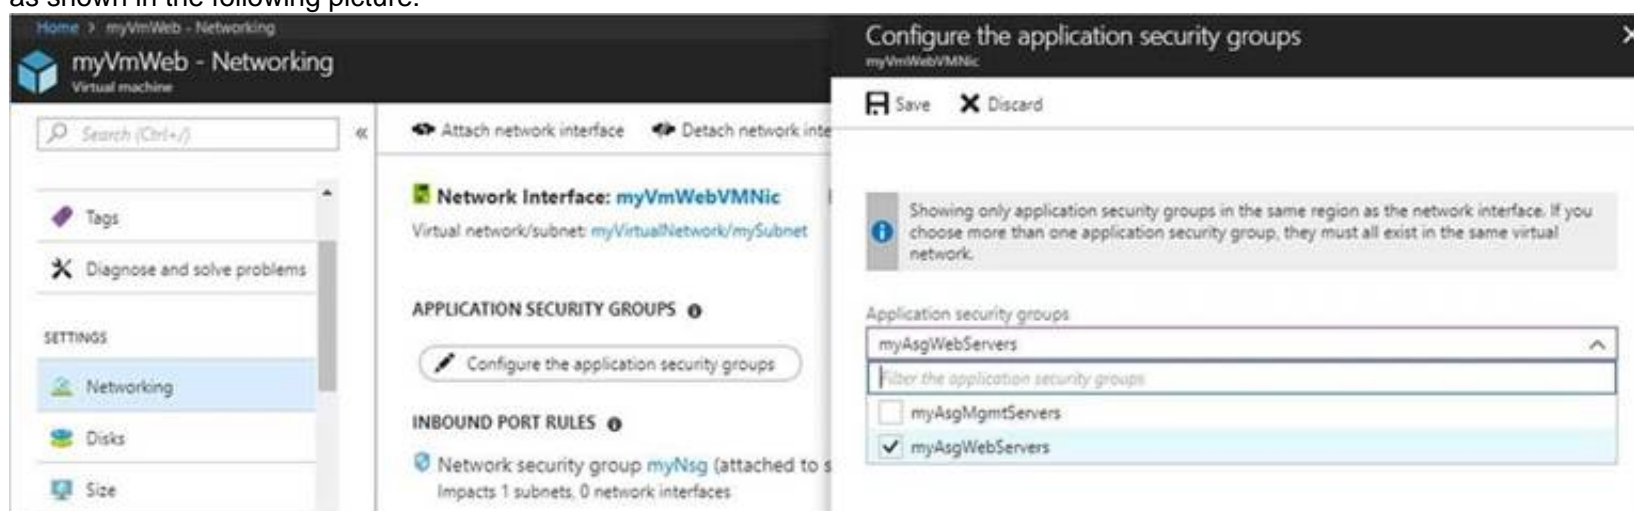 as shown in the following picture.
Home > myVmWeb - Networking
myVmWeb - Networking
Virtual machine
Search (Ctrl+/)
Tags
Diagnose and solve problems
SETTINGS
Networking
Disks
Size
Attach network interface Detach network inte
Network Interface: myVmWebVMNic
Virtual network/subnet: myVirtualNetwork/mySubnet
APPLICATION SECURITY GROUPS
Configure the application security groups
INBOUND PORT RULES
Network security group myNsg (attached to s
Impacts 1 subnets, 0 network interfaces
Configure the application security groups
myVmWebVMNic
Save Discard
Showing only application security groups in the same region as the network interface. If you
choose more than one application security group, they must all exist in the same virtual
network.
Application security groups
myAsgWebServers
Filter the application security groups
myAsgMgmtServers
myAsgWebServers